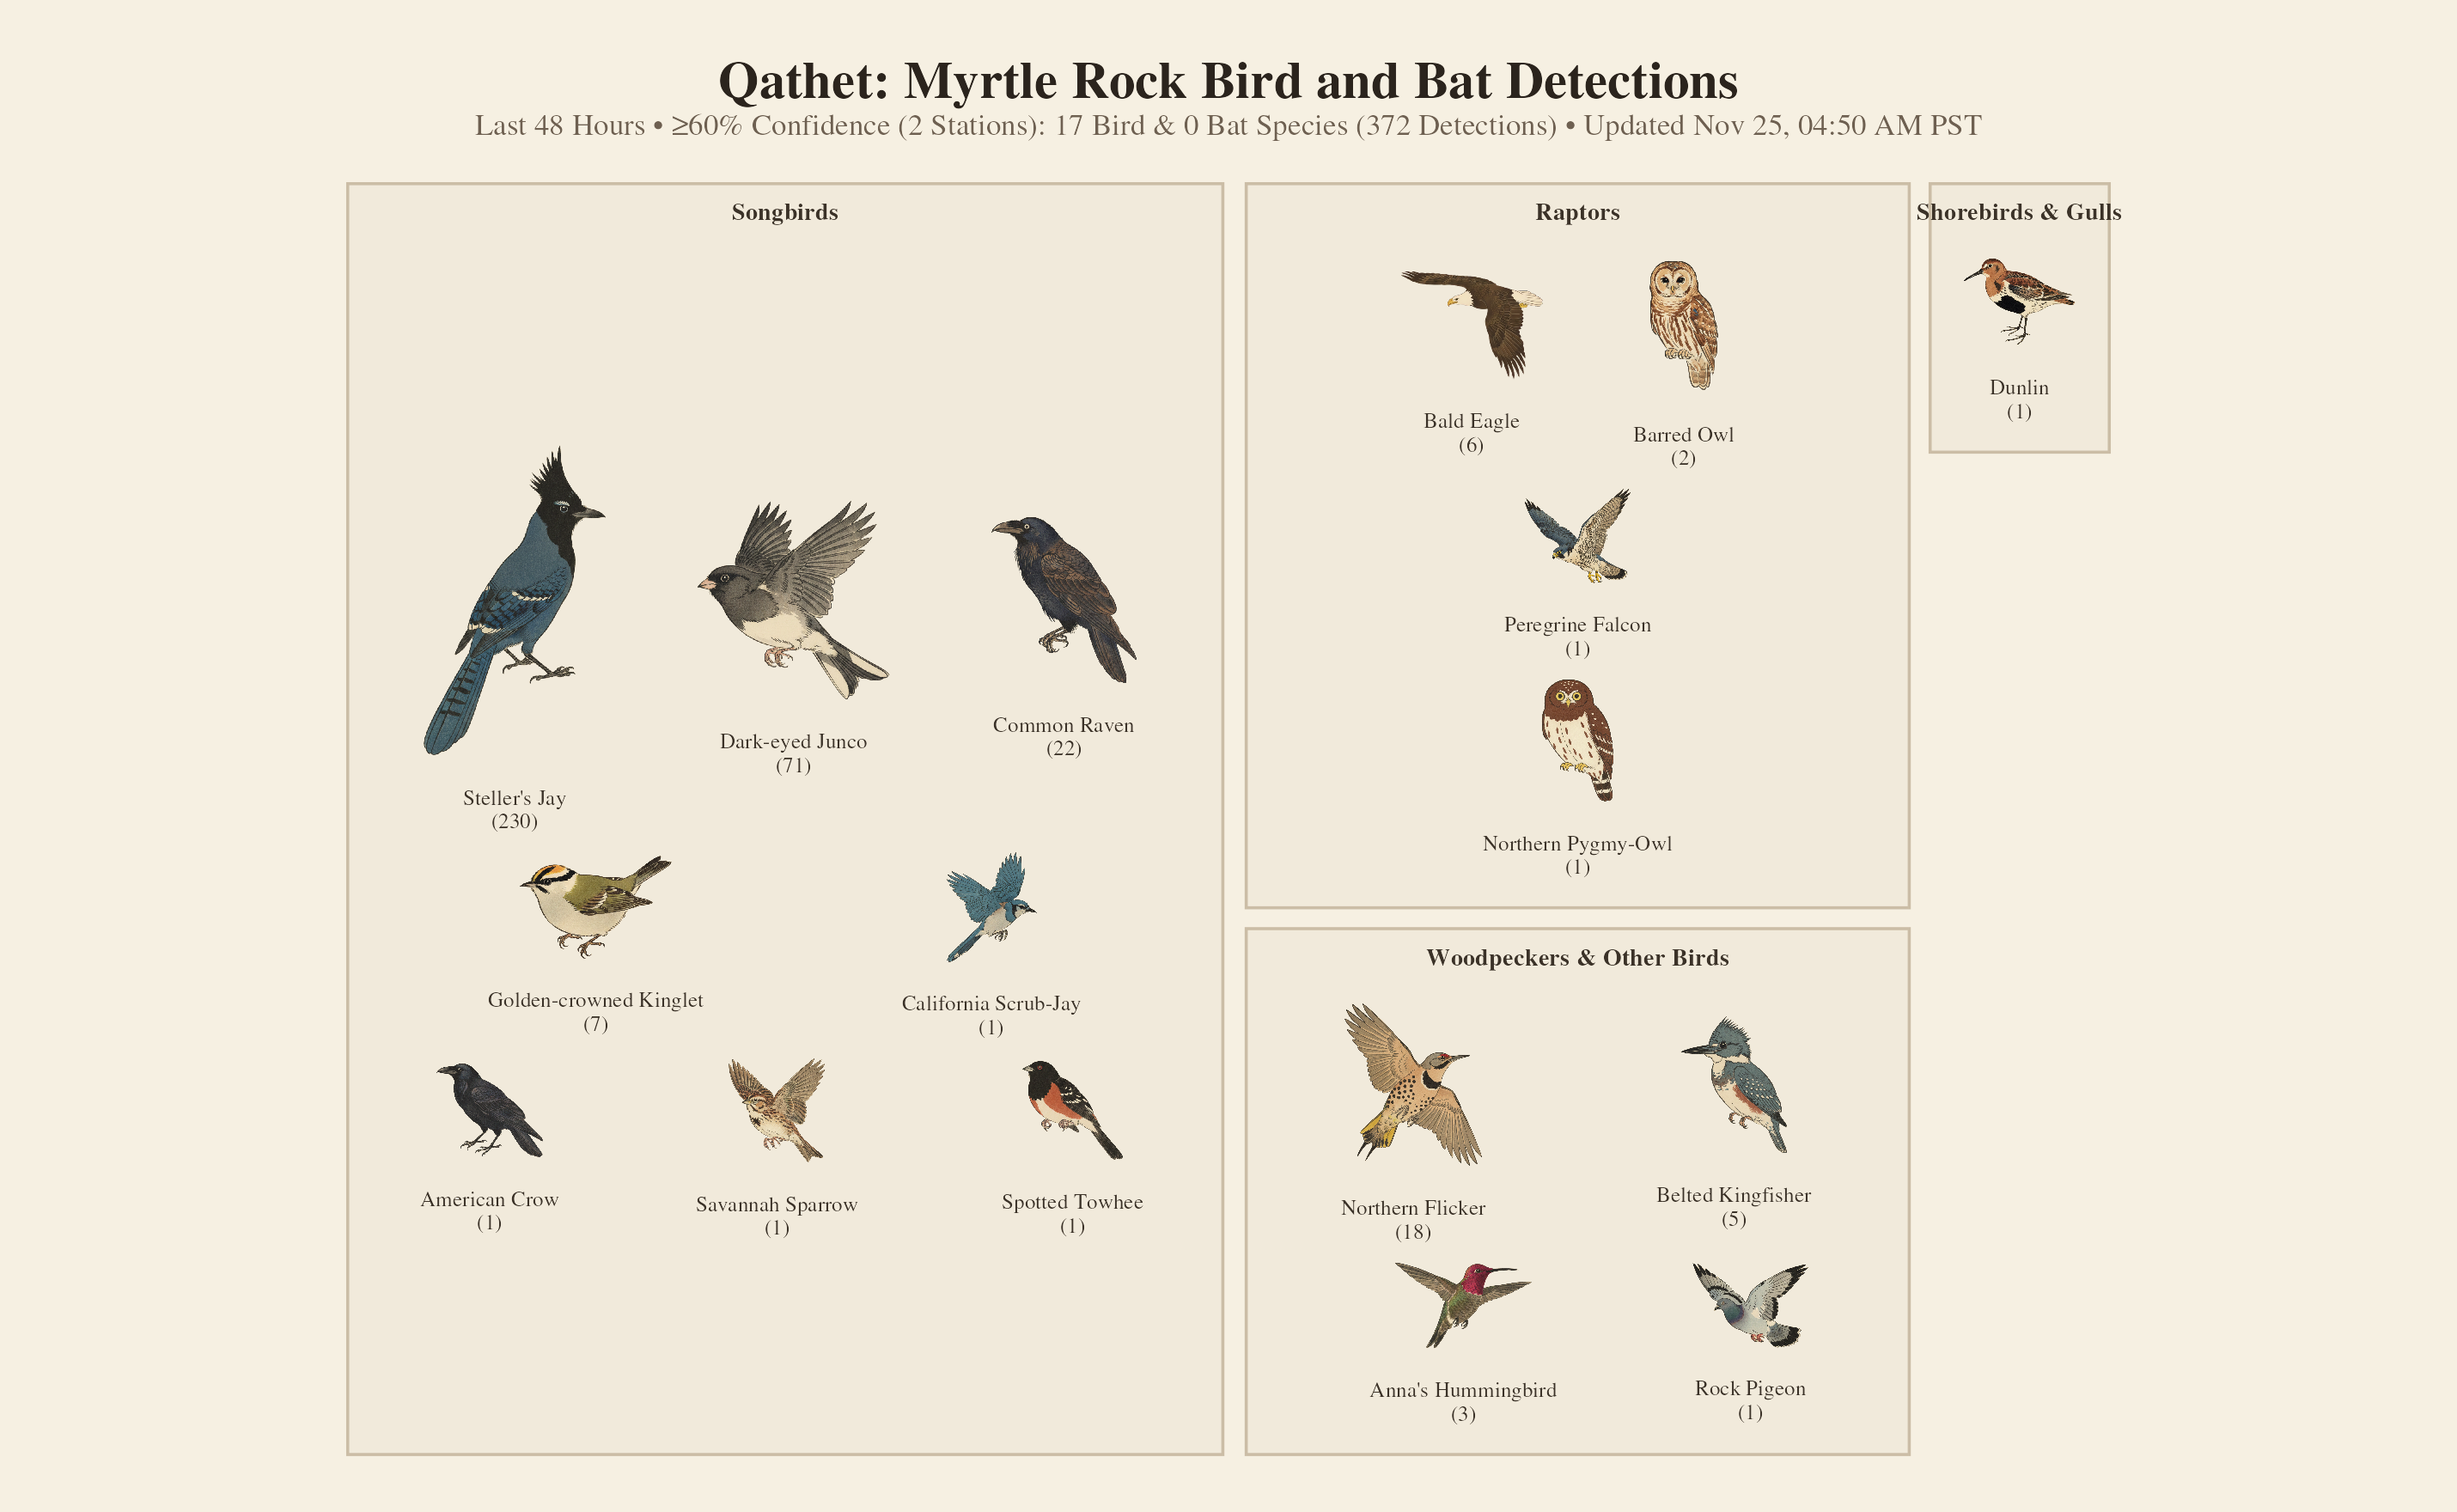 Qathet: Myrtle Rock Bird and Bat Detections
Last 48 Hours • ≥60% Confidence (2 Stations): 17 Bird & 0 Bat Species (372 Detections) • Updated Nov 25, 04:50 AM PST
Songbirds
Steller's Jay
(230)
Dark-eyed Junco
(71)
Common Raven
(22)
Golden-crowned Kinglet
(7)
California Scrub-Jay
(1)
American Crow
(1)
Savannah Sparrow
(1)
Spotted Towhee
(1)
Raptors
Bald Eagle
(6)
Barred Owl
(2)
Peregrine Falcon
(1)
Northern Pygmy-Owl
(1)
Woodpeckers & Other Birds
Northern Flicker
(18)
Belted Kingfisher
(5)
Anna's Hummingbird
(3)
Rock Pigeon
(1)
Shorebirds & Gulls
Dunlin
(1)